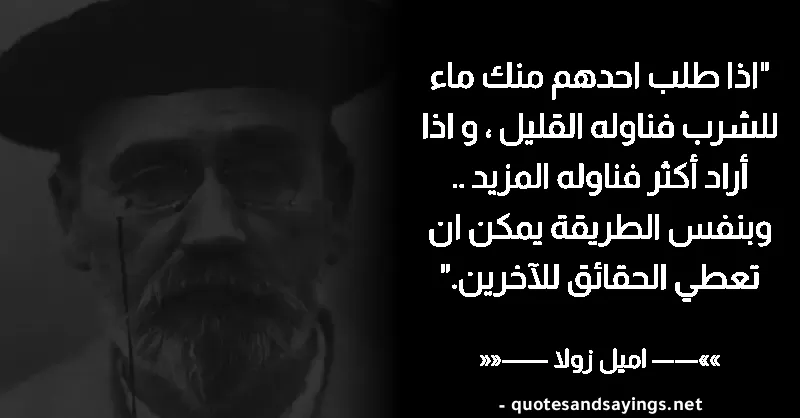 "اذا طلب احدهم منك ماء
للشرب فناوله القليل ، و اذا
أراد أكثر فناوله المزيد ..
وبنفس الطريقة يمكن ان
تعطي الحقائق للآخرين."
»»—— اميل زولا ——««
- quotesandsayings.net